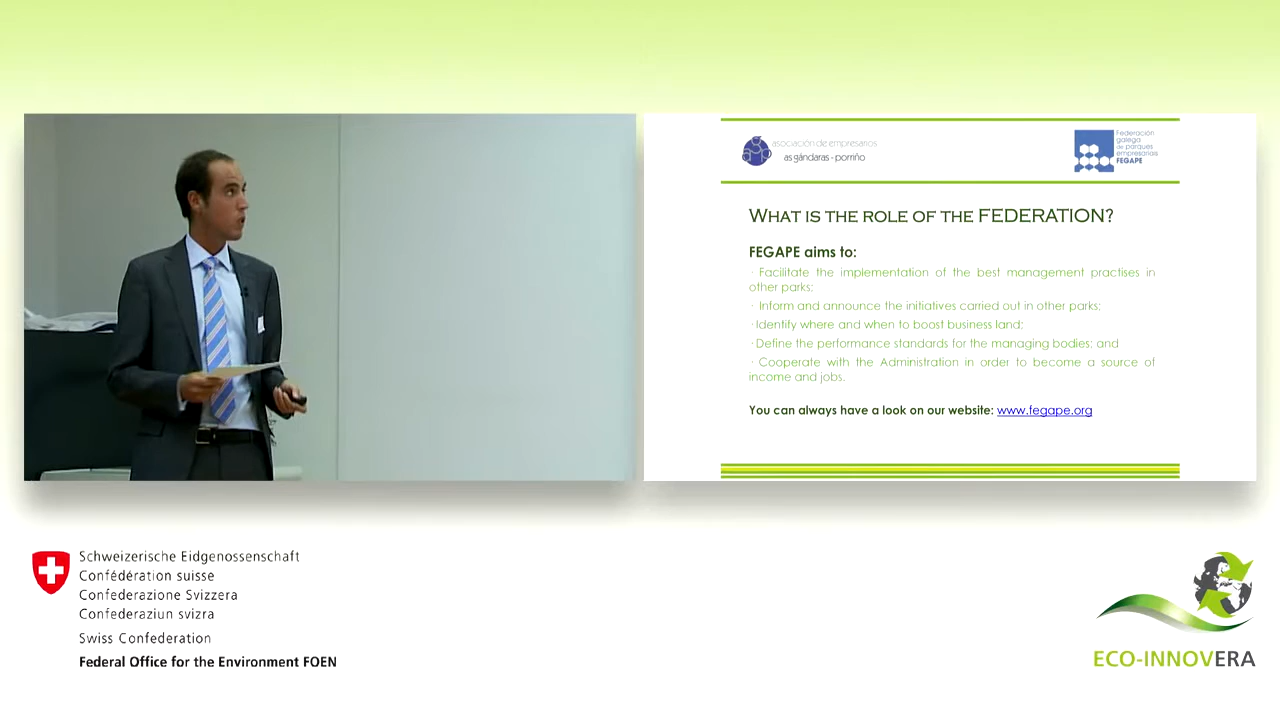 asociación de empresarios
as gándaras - porriño
Federación
galega
de parques
empresariais
FEGAPE
WHAT IS THE ROLE OF THE FEDERATION?
FEGAPE aims to:
· Facilitate the implementation of the best management practises in
other parks;
· Inform and announce the initiatives carried out in other parks;
· Identify where and when to boost business land;
· Define the performance standards for the managing bodies; and
· Cooperate with the Administration in order to become a source of
income and jobs.
You can always have a look on our website: www.fegape.org
Schweizerische Eidgenossenschaft
Confédération suisse
Confederazione Svizzera
Confederaziun svizra
Swiss Confederation
Federal Office for the Environment FOEN
ECO-INNOVERA